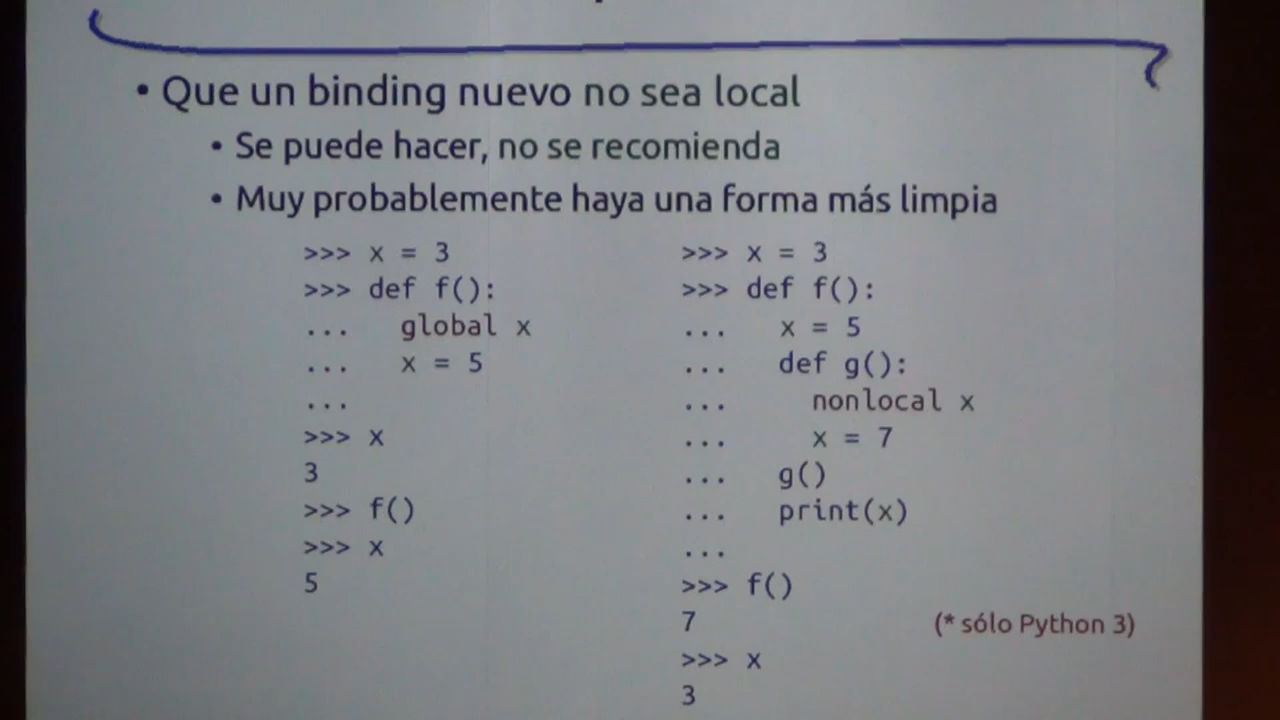 • Que un binding nuevo no sea local
• Se puede hacer, no se recomienda
• Muy probablemente haya una forma más limpia
>>> x = 3
>>> def f():
... global x
... x = 5
...
>>> x
3
>>> f()
>>> x
5
>>> x = 3
>>> def f():
... x = 5
... def g():
... nonlocal x
... x = 7
... g()
... print(x)
...
>>> f()
7
>>> x
3
(* sólo Python 3)